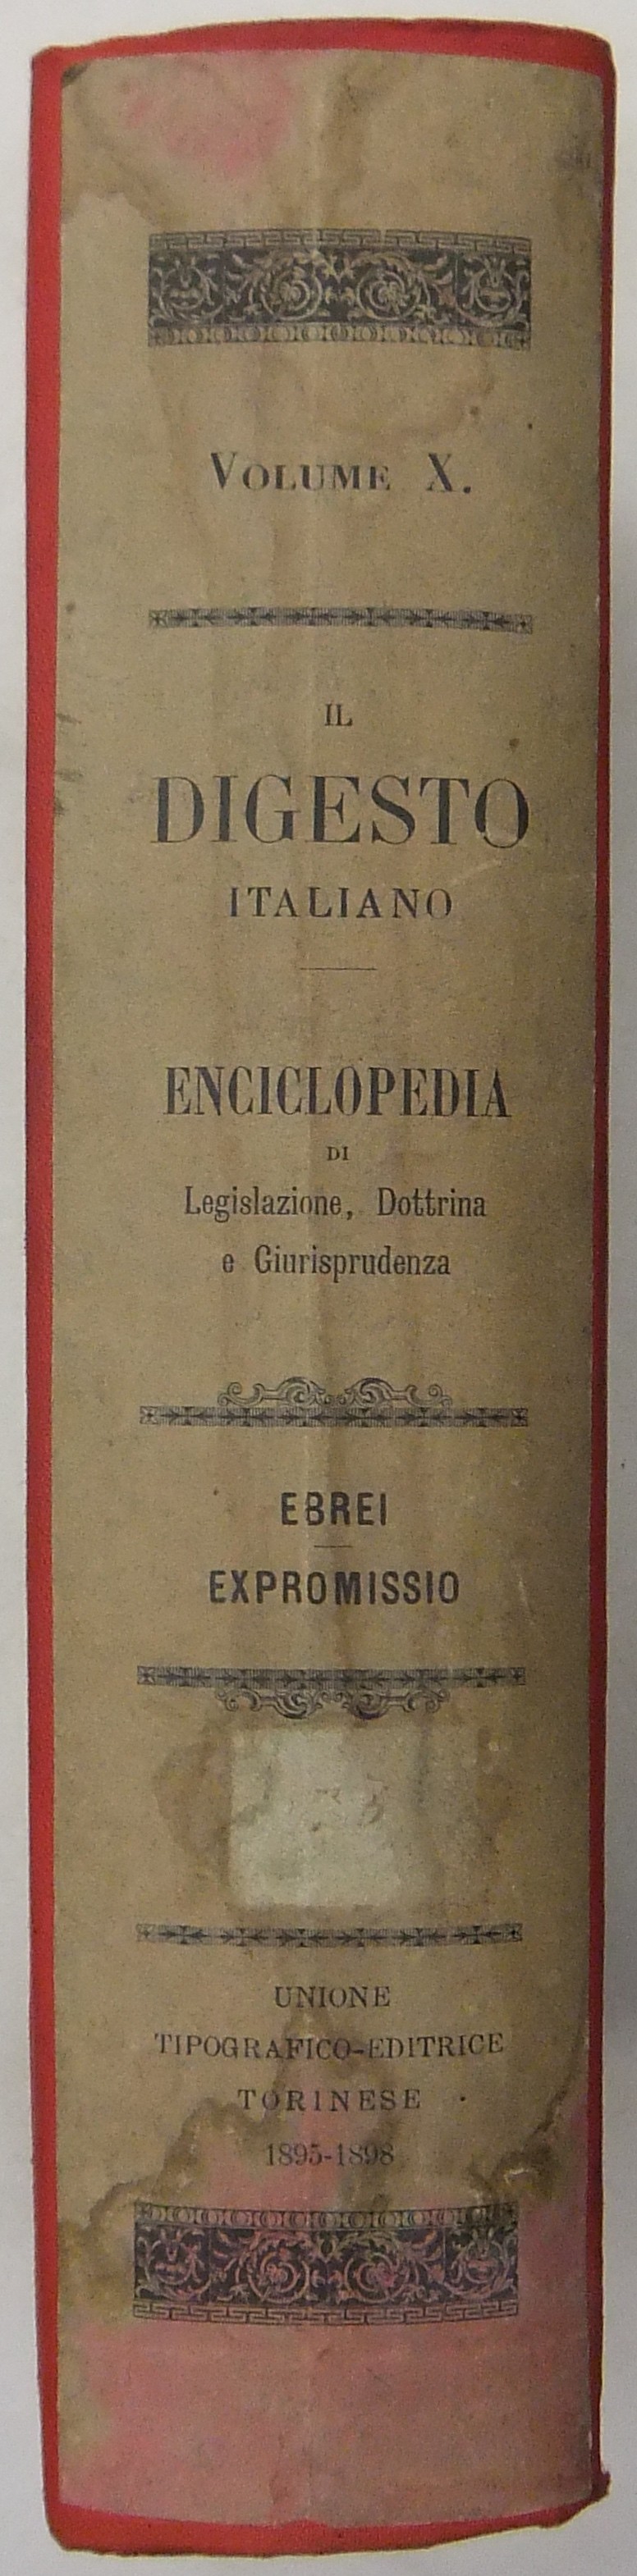 VOLUME X.
IL
DIGESTO
ITALIANO
ENCICLOPEDIA
DI
Legislazione, Dottrina
e Giurisprudenza
EBREI
EXPROMISSIO
UNIONE
TIPOGRAFICO-EDITRICE
TORINESE
1895-1898